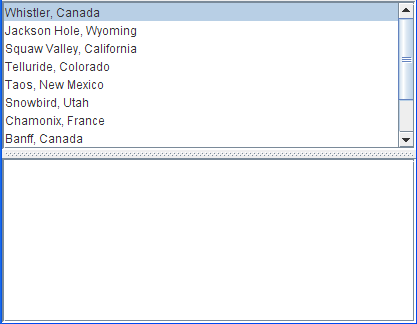 Whistler, Canada
Jackson Hole, Wyoming
Squaw Valley, California
Telluride, Colorado
Taos, New Mexico
Snowbird, Utah
Chamonix, France
Banff, Canada